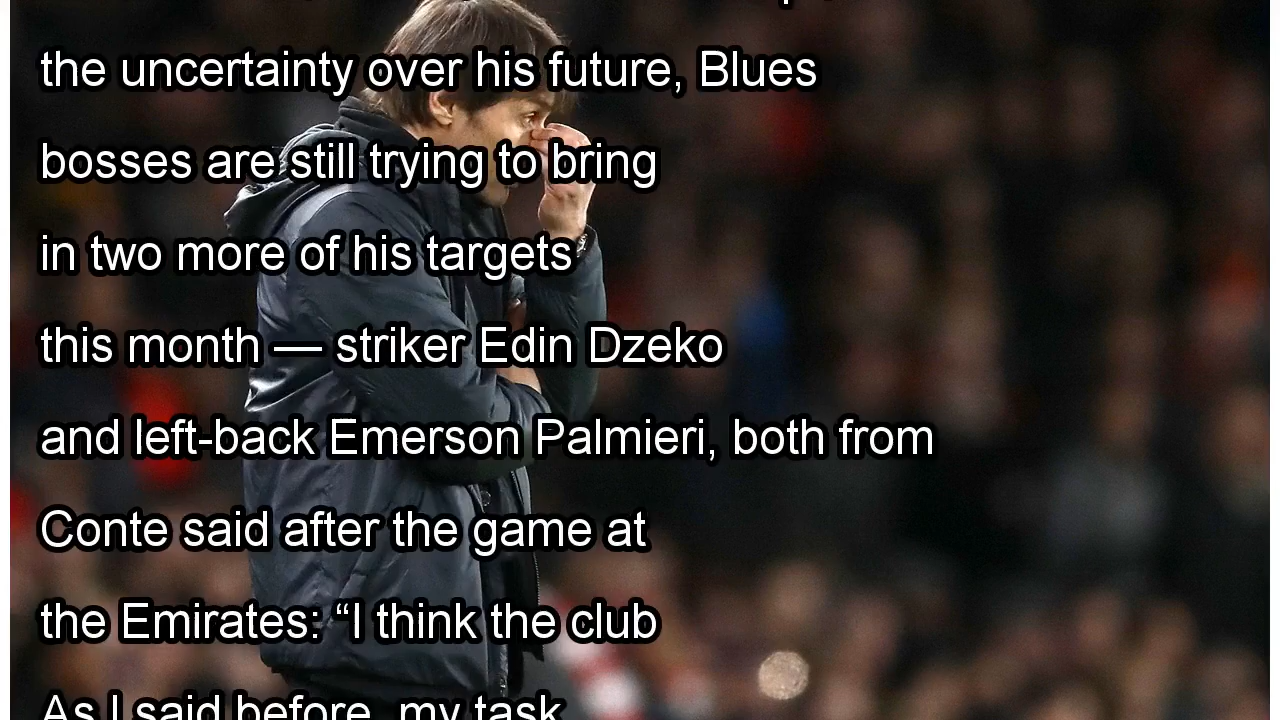 the uncertainty over his future, Blues
bosses are still trying to bring
in two more of his targets
this month — striker Edin Dzeko
and left-back Emerson Palmieri, both from
Conte said after the game at
the Emirates: “I think the club
As I said before, my task